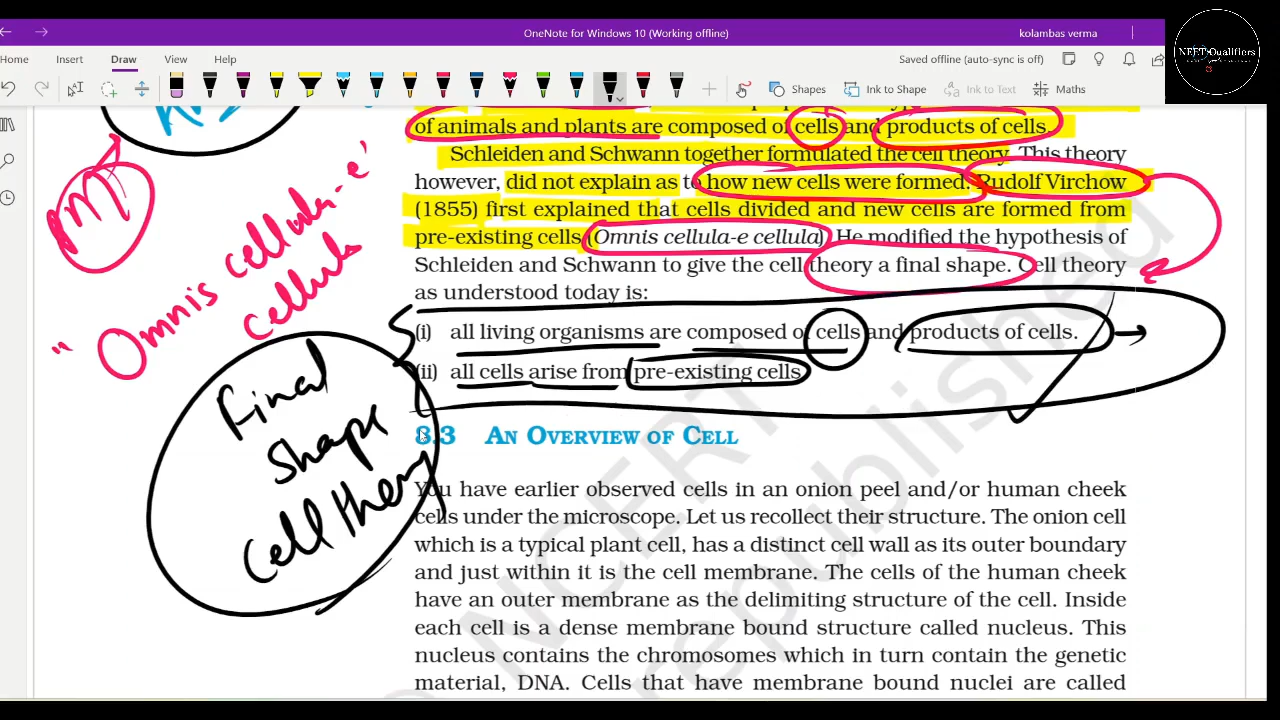 OneNote for Windows 10 (Working offline)
kolambas verma
NEET Qualifiers
Home Insert Draw View Help
Saved offline (auto-sync is off)
Shapes Ink to Shape Ink to Text Maths
of animals and plants are composed of cells and products of cells.
Schleiden and Schwann together formulated the cell theory. This theory
however, did not explain as to how new cells were formed. Rudolf Virchow
(1855) first explained that cells divided and new cells are formed from
pre-existing cells (Omnis cellula-e cellula). He modified the hypothesis of
Schleiden and Schwann to give the cell theory a final shape. Cell theory
as understood today is:
(i) all living organisms are composed of cells and products of cells.
(ii) all cells arise from pre-existing cells.
"Omnis cellula-e'
cellula
Final
Shape
Cell theory
8.3 AN OVERVIEW OF CELL
You have earlier observed cells in an onion peel and/or human cheek
cells under the microscope. Let us recollect their structure. The onion cell
which is a typical plant cell, has a distinct cell wall as its outer boundary
and just within it is the cell membrane. The cells of the human cheek
have an outer membrane as the delimiting structure of the cell. Inside
each cell is a dense membrane bound structure called nucleus. This
nucleus contains the chromosomes which in turn contain the genetic
material, DNA. Cells that have membrane bound nuclei are called
NCERT
republished